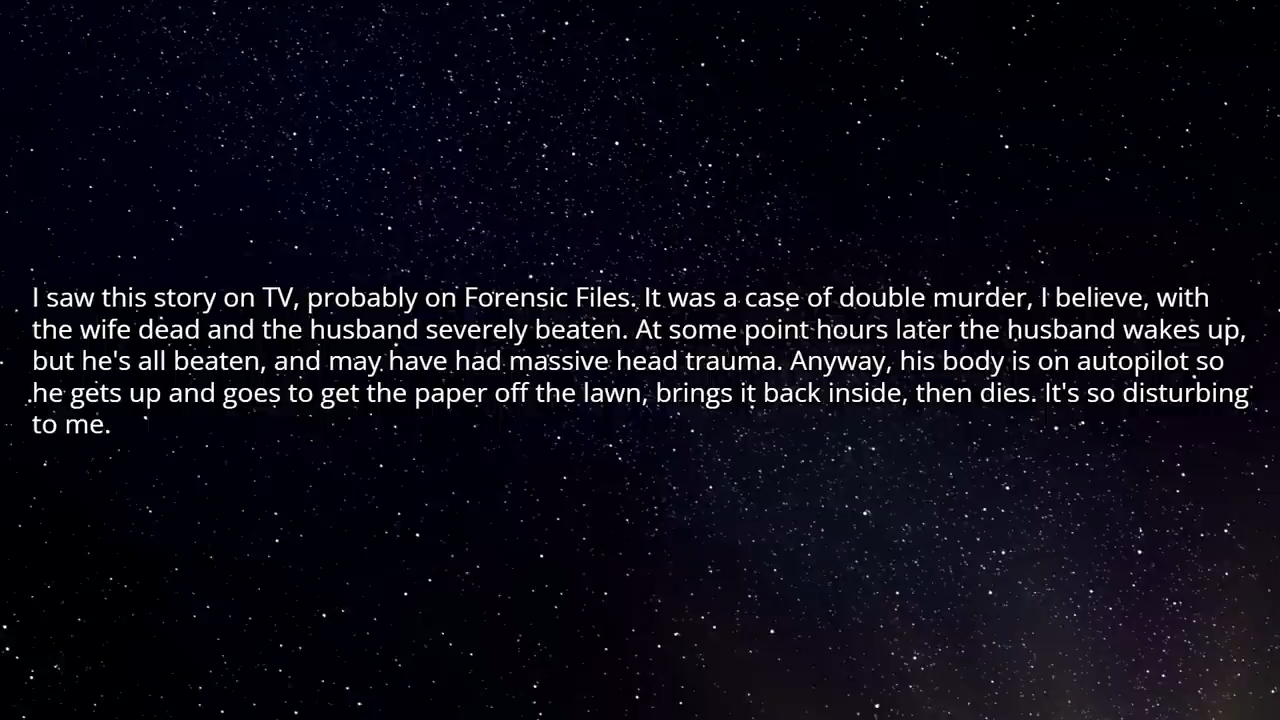 I saw this story on TV, probably on Forensic Files. It was a case of double murder, I believe, with
the wife dead and the husband severely beaten. At some point hours later the husband wakes up,
but he's all beaten, and may have had massive head trauma. Anyway, his body is on autopilot so
he gets up and goes to get the paper off the lawn, brings it back inside, then dies. It's so disturbing
to me.